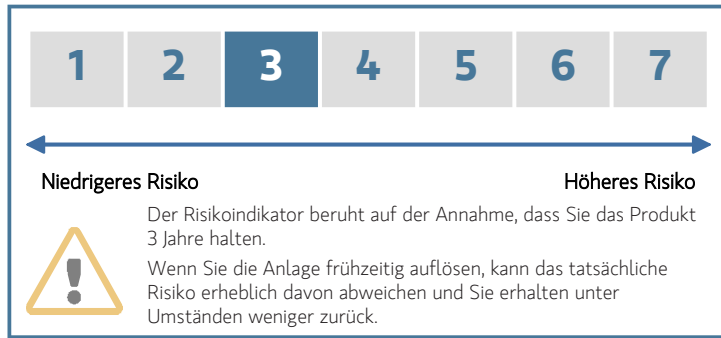 1 2 3 4 5 6 7
Niedrigeres Risiko Höheres Risiko
Der Risikoindikator beruht auf der Annahme, dass Sie das Produkt
3 Jahre halten.
Wenn Sie die Anlage frühzeitig auflösen, kann das tatsächliche
Risiko erheblich davon abweichen und Sie erhalten unter
Umständen weniger zurück.